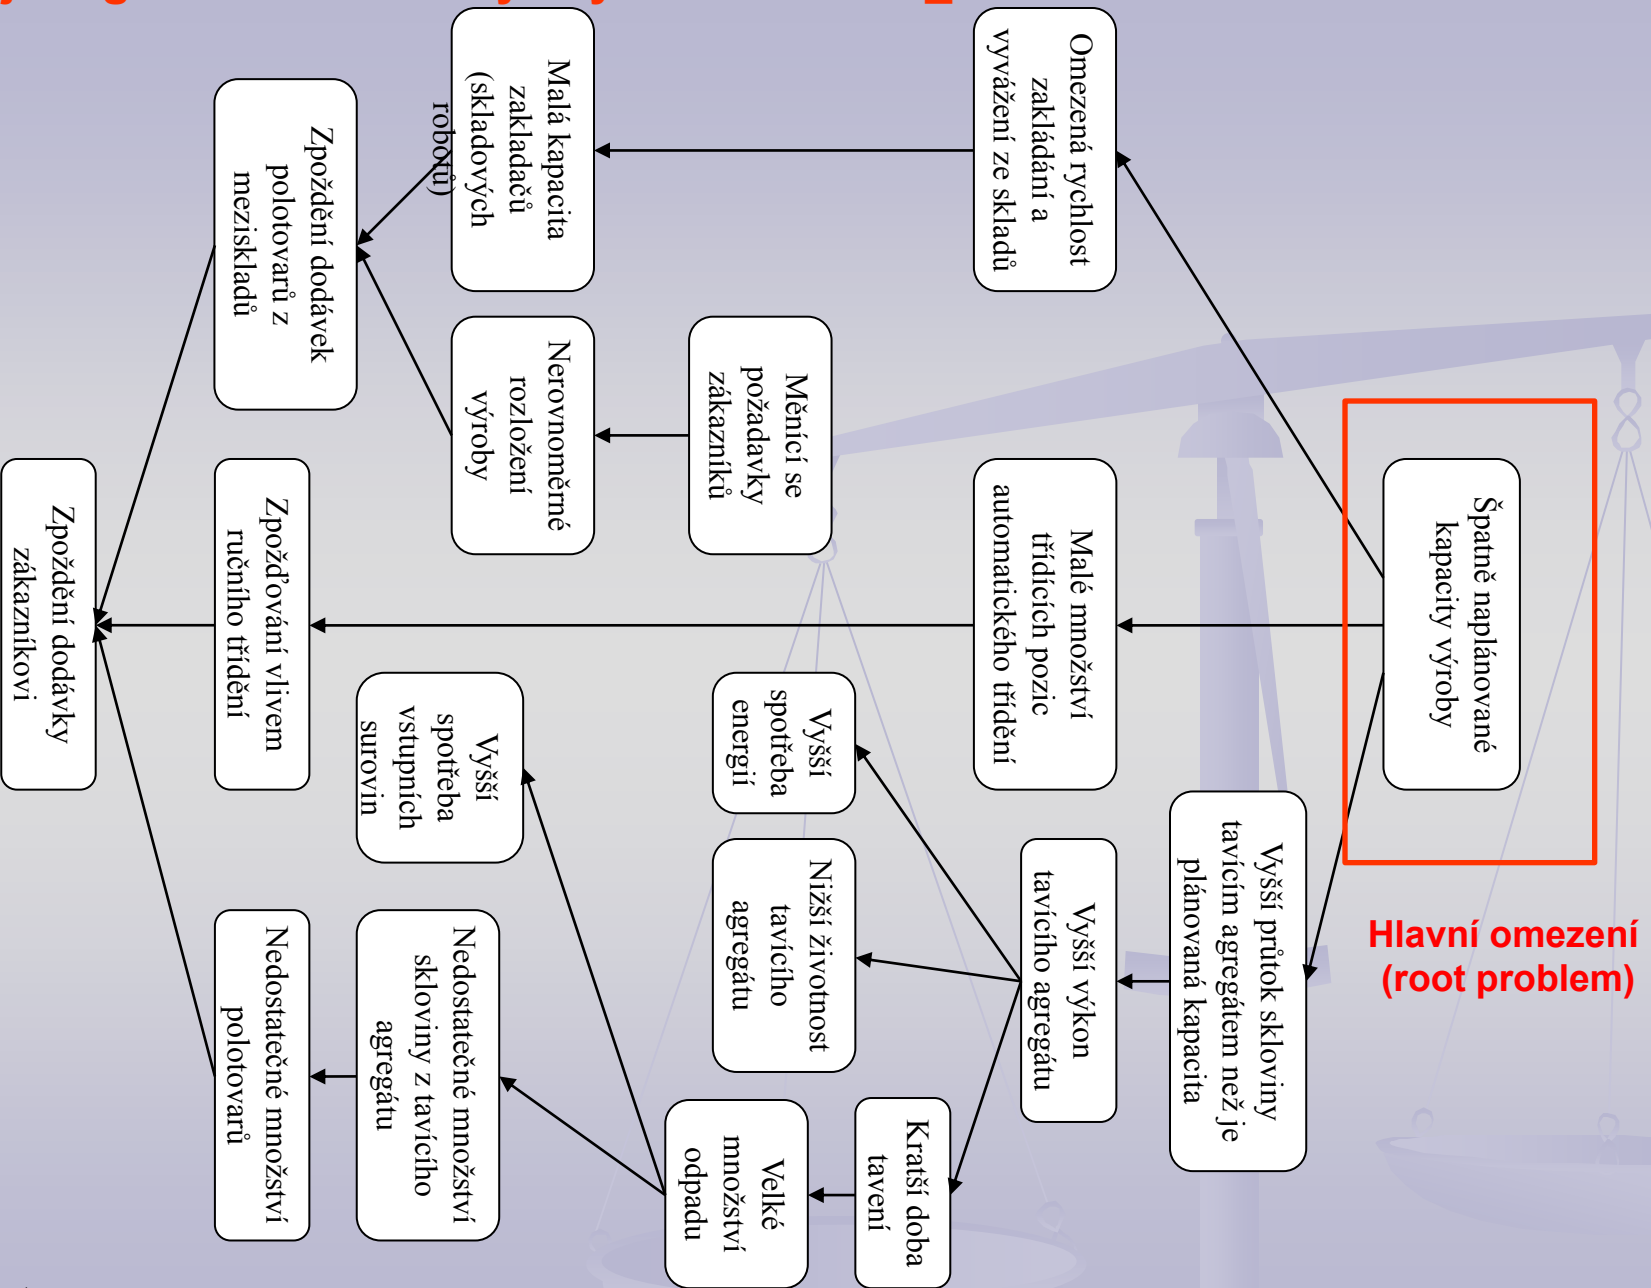 Omezená rychlost
zakládání a
vyvážení ze skladů
Malá kapacita
zakladačů
(skladových
robotů)
Zpoždění dodávek
polotovarů z
meziskladů
Měnící se
požadavky
zákazníků
Nerovnoměrné
rozložení
výroby
Špatně naplánované
kapacity výroby
Hlavní omezení
(root problem)
Malé množství
třídících pozic
automatického třídění
Zpožďování vlivem
ručního třídění
Zpoždění dodávky
zákazníkovi
Vyšší průtok skloviny
tavícím agregátem než je
plánovaná kapacita
Vyšší výkon
tavícího agregátu
Vyšší
spotřeba
energií
Nižší životnost
tavícího
agregátu
Kratší doba
tavení
Velké
množství
odpadu
Vyšší
spotřeba
vstupních
surovin
Nedostatečné množství
skloviny z tavícího
agregátu
Nedostatečné množství
polotovarů